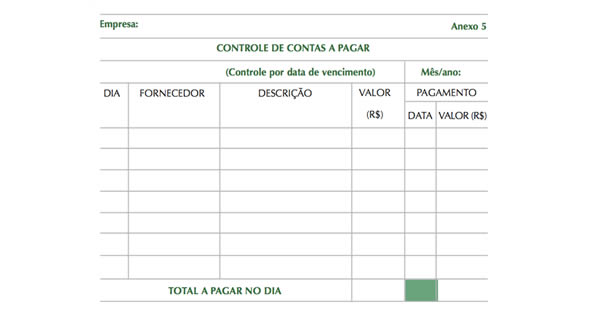 Empresa:
Anexo 5
CONTROLE DE CONTAS A PAGAR
(Controle por data de vencimento) Mês/ano:
DIA FORNECEDOR DESCRIÇÃO VALOR PAGAMENTO
(R$) DATA VALOR (R$)
TOTAL A PAGAR NO DIA